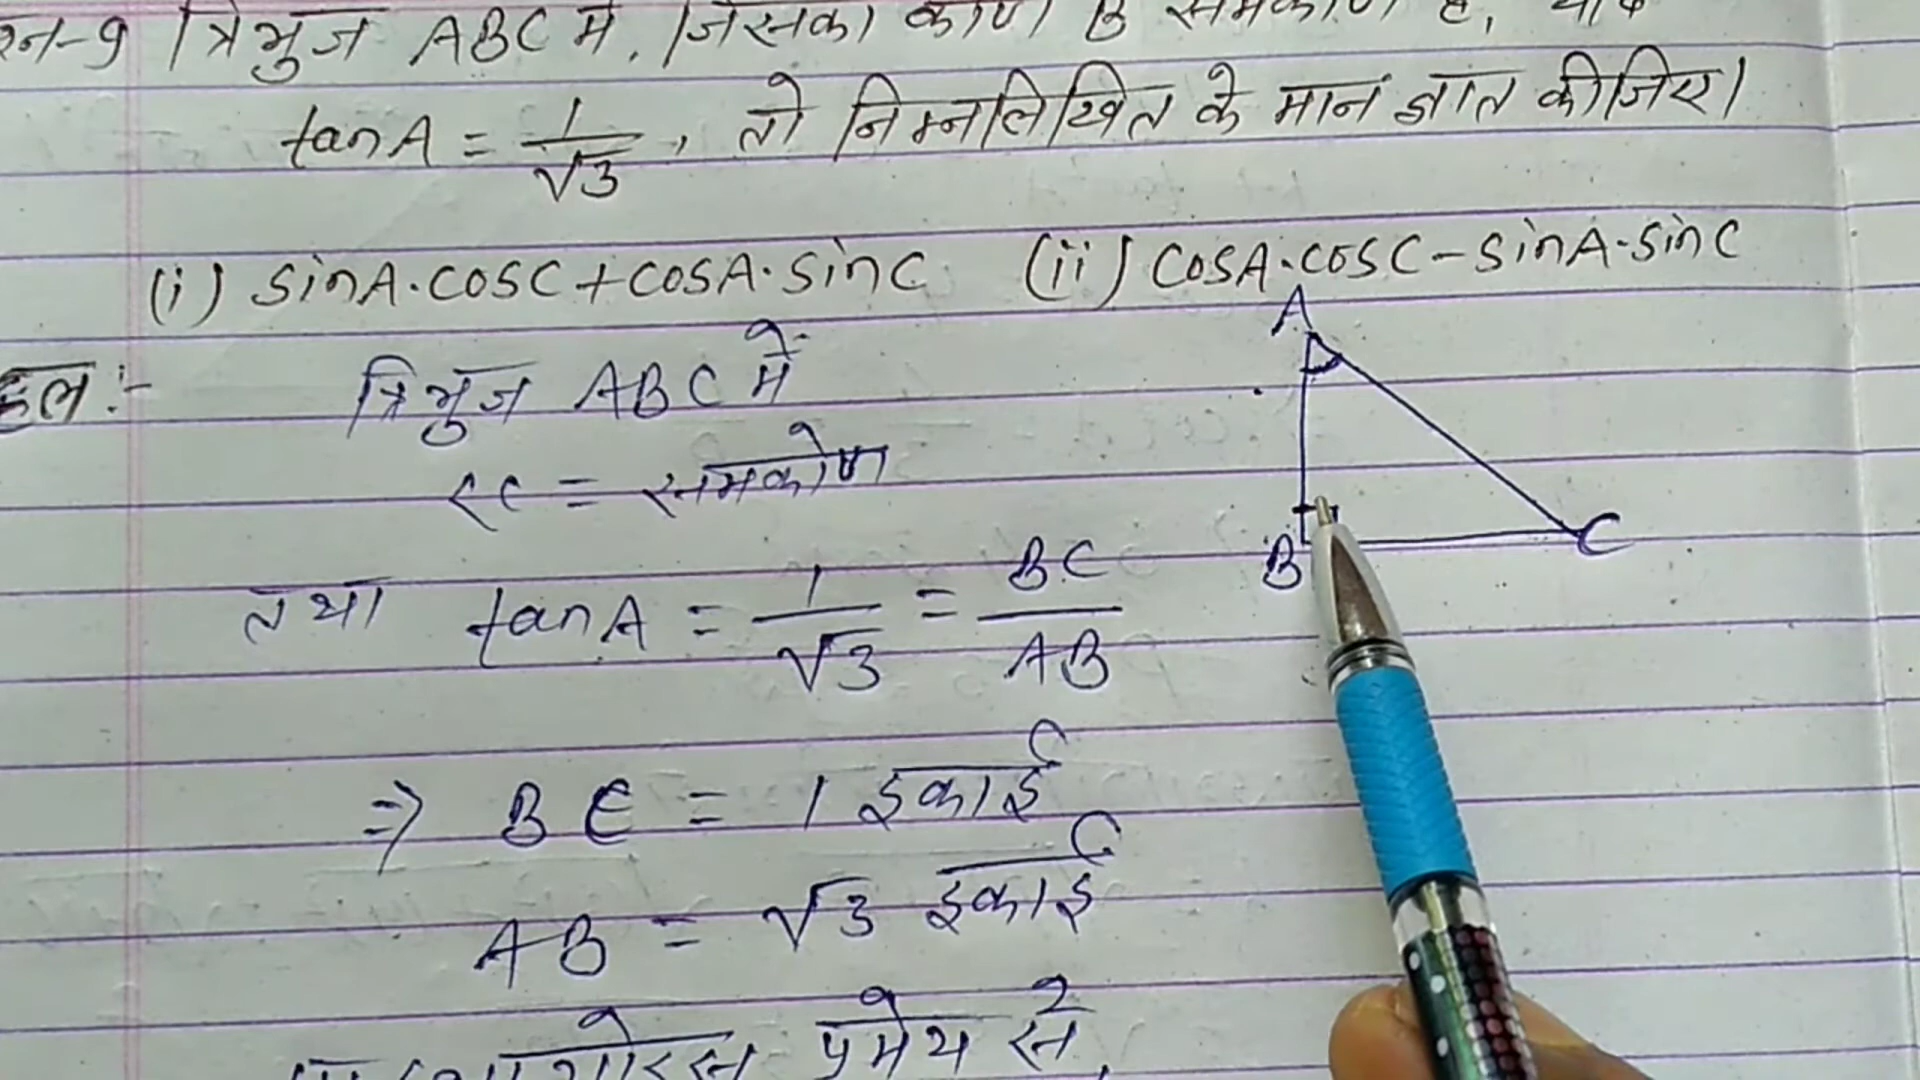 श्न-9 त्रिभुज ABC में, जिसका कोण B समकोण है, यदि
tanA = 1/√3, तो निम्नलिखित के मान ज्ञात कीजिए।
(i) sinA·cosC+cosA·sinC (ii) cosA·cosC-sinA·sinC
हल:- त्रिभुज ABC में
∠C = समकोण
तथा tanA = 1/√3 = BC/AB
⇒ BC = 1 इकाई
AB = √3 इकाई
प्रमेय से,
A
B
C